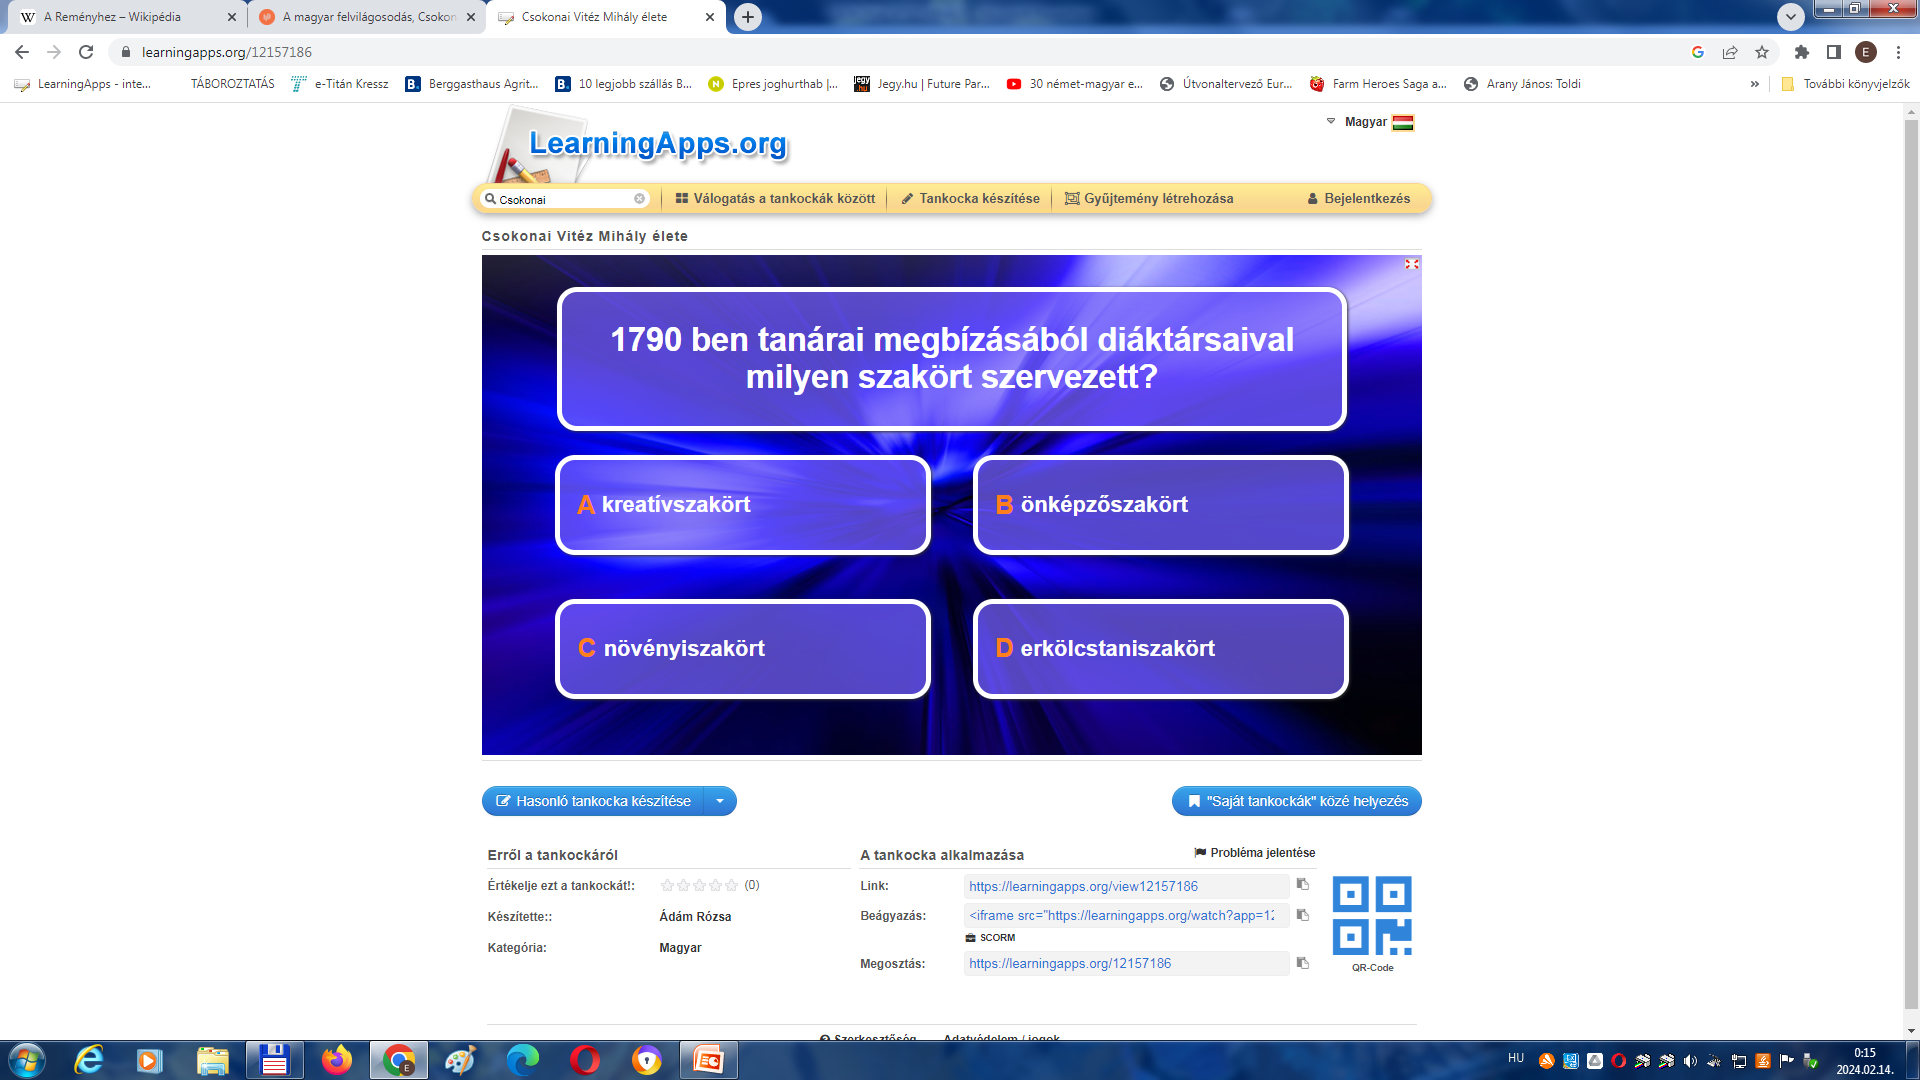 A Reményhez – Wikipédia
A magyar felvilágosodás, Csokon
Csokonai Vitéz Mihály élete
learningapps.org/12157186
E
LearningApps - inte...
TÁBOROZTATÁS
e-Titán Kressz
Berggasthaus Agrit...
10 legjobb szállás B...
Epres joghurthab |...
Jegy.hu | Future Par...
30 német-magyar e...
Útvonaltervező Eur...
Farm Heroes Saga a...
Arany János: Toldi
»
További könyvjelzők
LearningApps.org
Magyar
Csokonai
Válogatás a tankockák között
Tankocka készítése
Gyűjtemény létrehozása
Bejelentkezés
Csokonai Vitéz Mihály élete
1790 ben tanárai megbízásából diáktársaival
milyen szakört szervezett?
A kreatívszakört
B önképzőszakört
C növényiszakört
D erkölcstaniszakört
Hasonló tankocka készítése
"Saját tankockák" közé helyezés
Erről a tankockáról
Értékelje ezt a tankockát!: (0)
Készítette:: Ádám Rózsa
Kategória: Magyar
A tankocka alkalmazása
Probléma jelentése
Link: https://learningapps.org/view12157186
Beágyazás: <iframe src="https://learningapps.org/watch?app=12
SCORM
Megosztás: https://learningapps.org/12157186
QR-Code
Szerkesztőség
Adatvédelem / jogok
HU
0:15
2024.02.14.